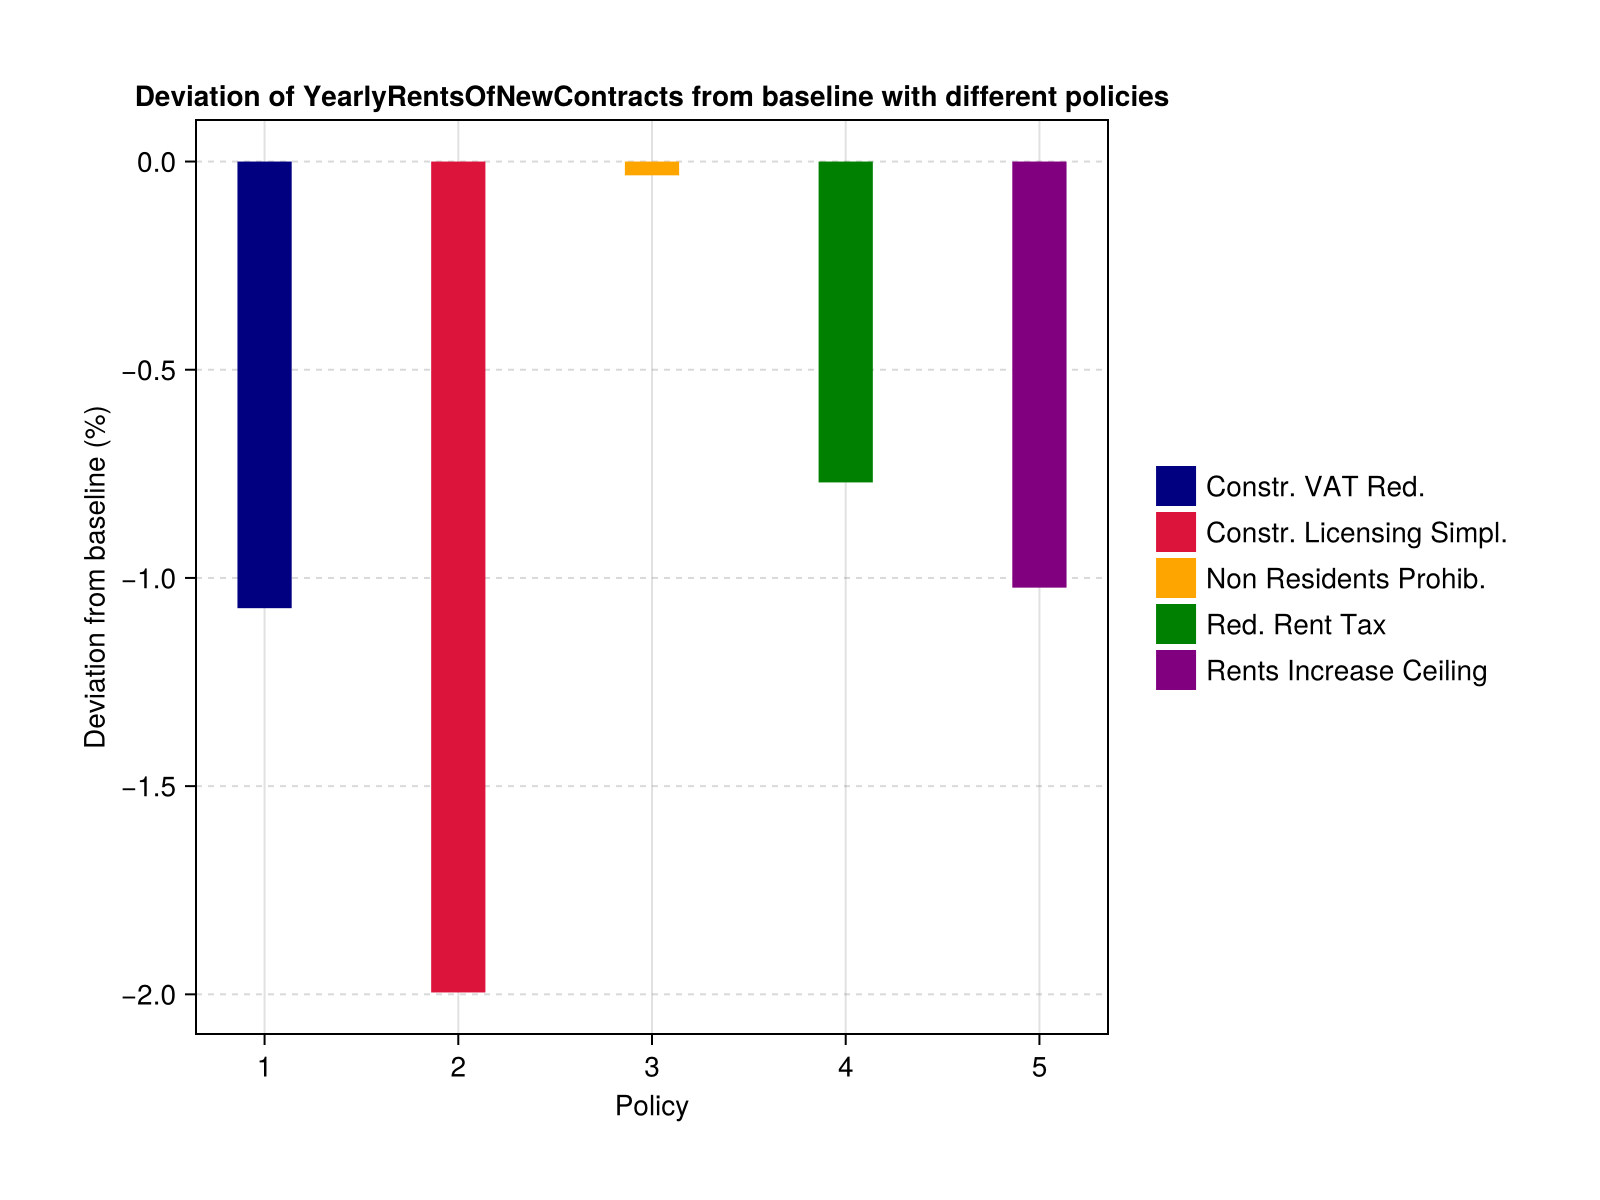 Deviation of YearlyRentsOfNewContracts from baseline with different policies
0.0
−0.5
−1.0
−1.5
−2.0
Deviation from baseline (%)
1 2 3 4 5
Policy
Constr. VAT Red.
Constr. Licensing Simpl.
Non Residents Prohib.
Red. Rent Tax
Rents Increase Ceiling